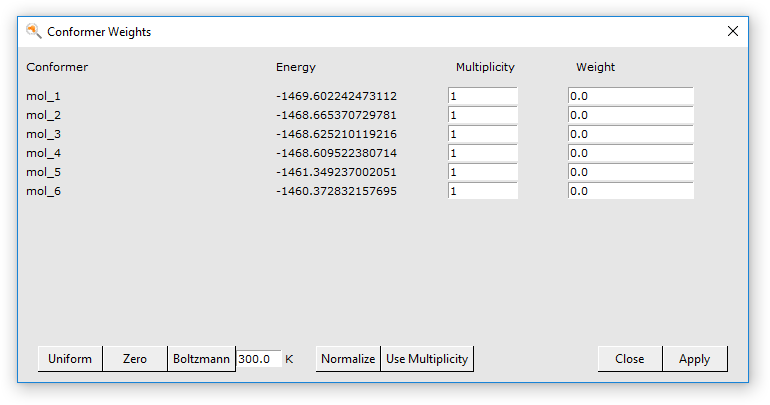 Conformer Weights
Conformer Energy Multiplicity Weight
mol_1 -1469.602242473112 1 0.0
mol_2 -1468.665370729781 1 0.0
mol_3 -1468.625210119216 1 0.0
mol_4 -1468.609522380714 1 0.0
mol_5 -1461.349237002051 1 0.0
mol_6 -1460.372832157695 1 0.0
Uniform Zero Boltzmann 300.0 K Normalize Use Multiplicity Close Apply